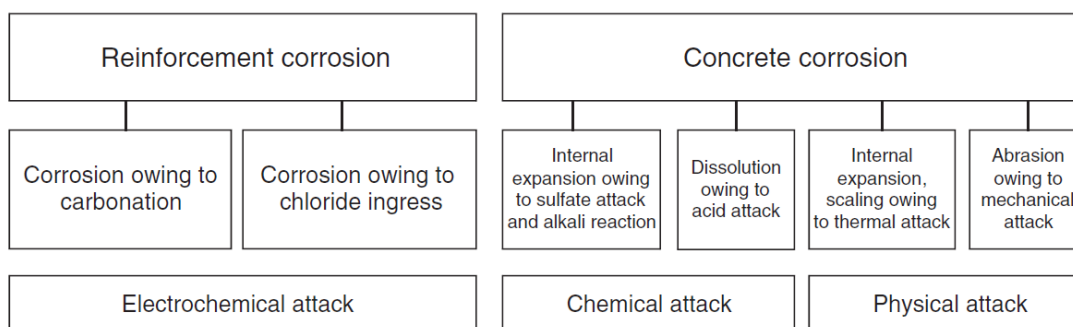 Reinforcement corrosion
Concrete corrosion
Corrosion owing to
carbonation
Corrosion owing to
chloride ingress
Internal
expansion owing
to sulfate attack
and alkali reaction
Dissolution
owing to
acid attack
Internal
expansion,
scaling owing
to thermal attack
Abrasion
owing to
mechanical
attack
Electrochemical attack
Chemical attack
Physical attack